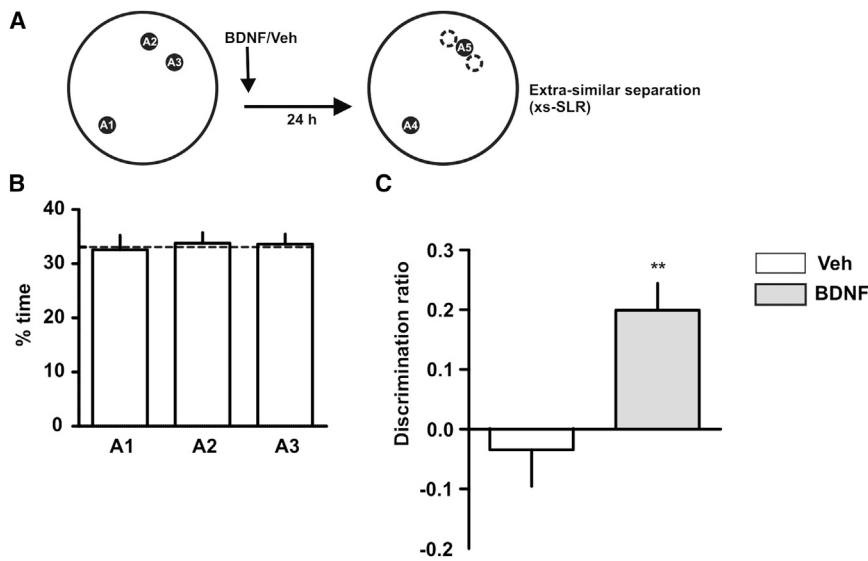 A
A2
A3
A1
BDNF/Veh
24 h
A5
A4
Extra-similar separation
(xs-SLR)
B
% time
40
30
20
10
0
A1 A2 A3
C
Discrimination ratio
0.3
0.2
0.1
0.0
-0.1
-0.2
**
Veh
BDNF